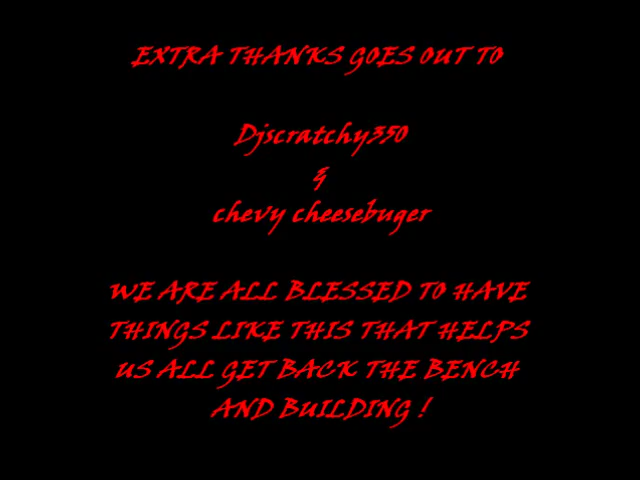 EXTRA THANKS GOES OUT TO
Djscratchy350
&
chevy cheesebuger
WE ARE ALL BLESSED TO HAVE
THINGS LIKE THIS THAT HELPS
US ALL GET BACK THE BENCH
AND BUILDING !